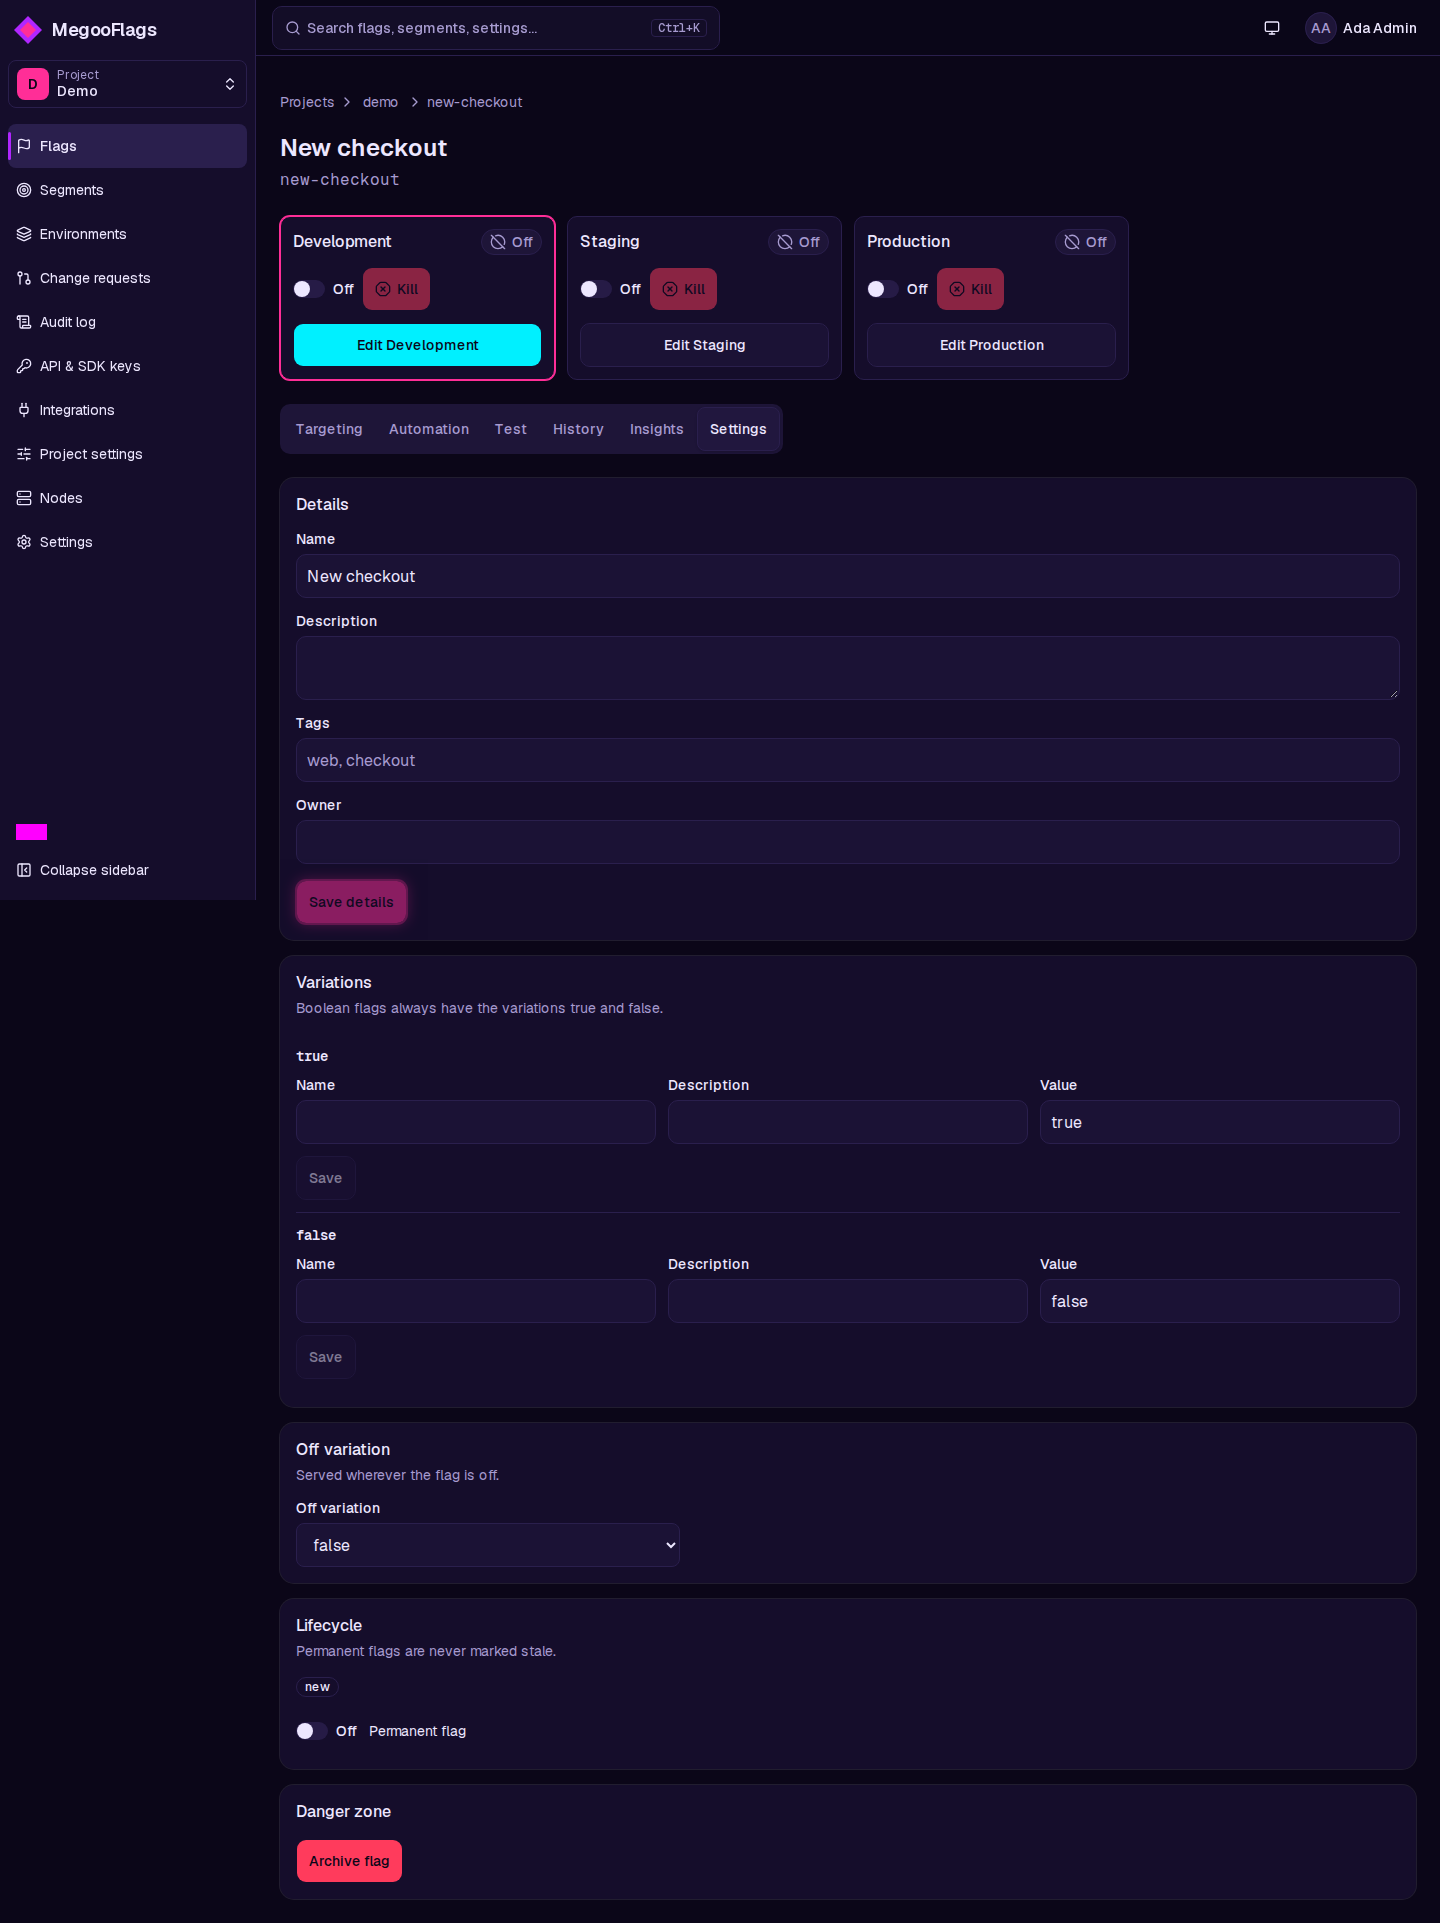 MegooFlags
Search flags, segments, settings...
Ctrl+K
AA
Ada Admin
D
Project
Demo
Flags
Segments
Environments
Change requests
Audit log
API & SDK keys
Integrations
Project settings
Nodes
Settings
Collapse sidebar
Projects
demo
new-checkout
New checkout
new-checkout
Development
Off
Off
Kill
Edit Development
Staging
Off
Off
Kill
Edit Staging
Production
Off
Off
Kill
Edit Production
Targeting
Automation
Test
History
Insights
Settings
Details
Name
New checkout
Description
Tags
web, checkout
Owner
Save details
Variations
Boolean flags always have the variations true and false.
true
Name
Description
Value
true
Save
false
Name
Description
Value
false
Save
Off variation
Served wherever the flag is off.
Off variation
false
Lifecycle
Permanent flags are never marked stale.
new
Off
Permanent flag
Danger zone
Archive flag